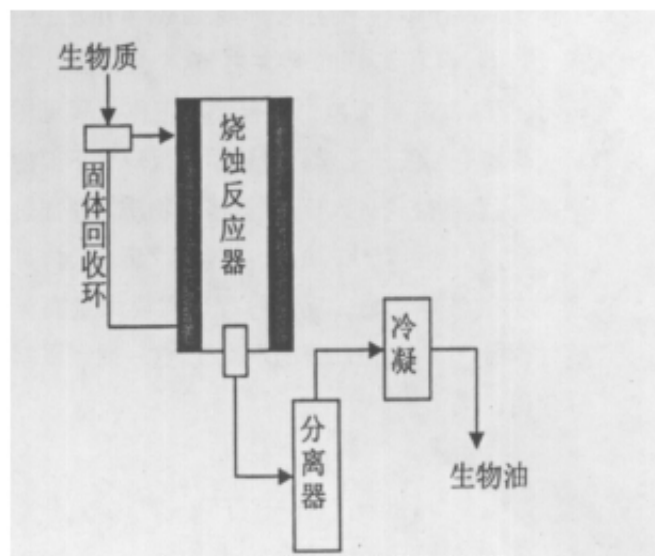 生物质
烧蚀反应器
固体回收环
冷凝
分离器
生物油